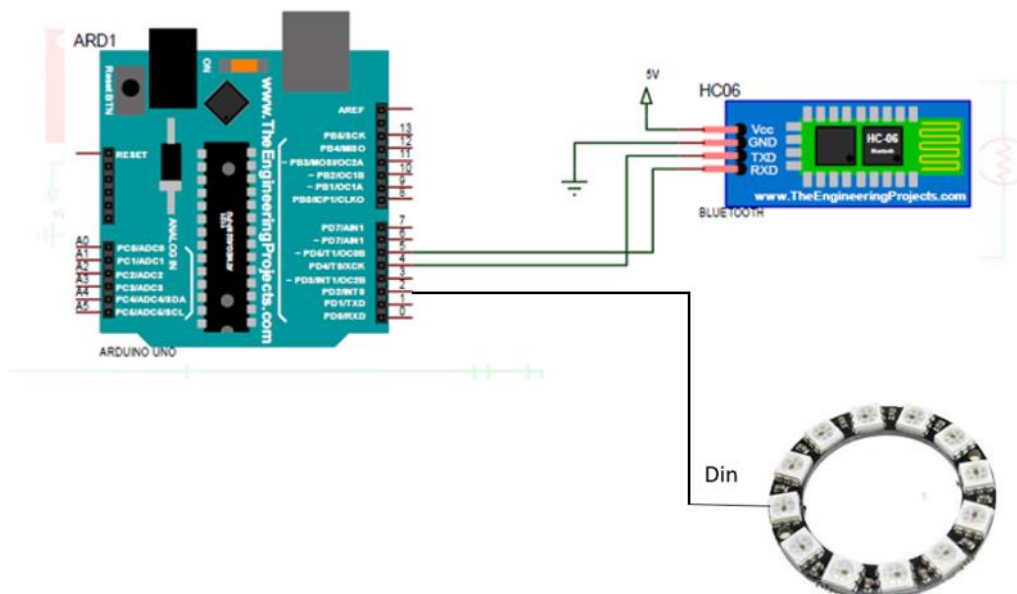 ARD1
Reset BTN
ON
www.TheEngineeringProjects.com
AREF
PB5/SCK
13
PB4/MISO
12
~ PB3/MOSI/OC2A
11
~ PB2/OC1B
10
~ PB1/OC1A
9
PB0/ICP1/CLKO
8
RESET
ANALOG IN
PD7/AIN1
7
~ PD7/AIN1
6
~ PD5/T1/OC0B
5
PD4/T0/XCK
4
~ PD3/INT1/OC2B
3
PD2/INT0
2
PD1/TXD
1
PD0/RXD
0
A0
PC0/ADC0
A1
PC1/ADC1
A2
PC2/ADC2
A3
PC3/ADC3
A4
PC4/ADC4/SDA
A5
PC5/ADC5/SCL
ARDUINO UNO
5V
HC06
Vcc
GND
TXD
RXD
HC-06
Bluetooth
www.TheEngineeringProjects.com
BLUETOOTH
Din